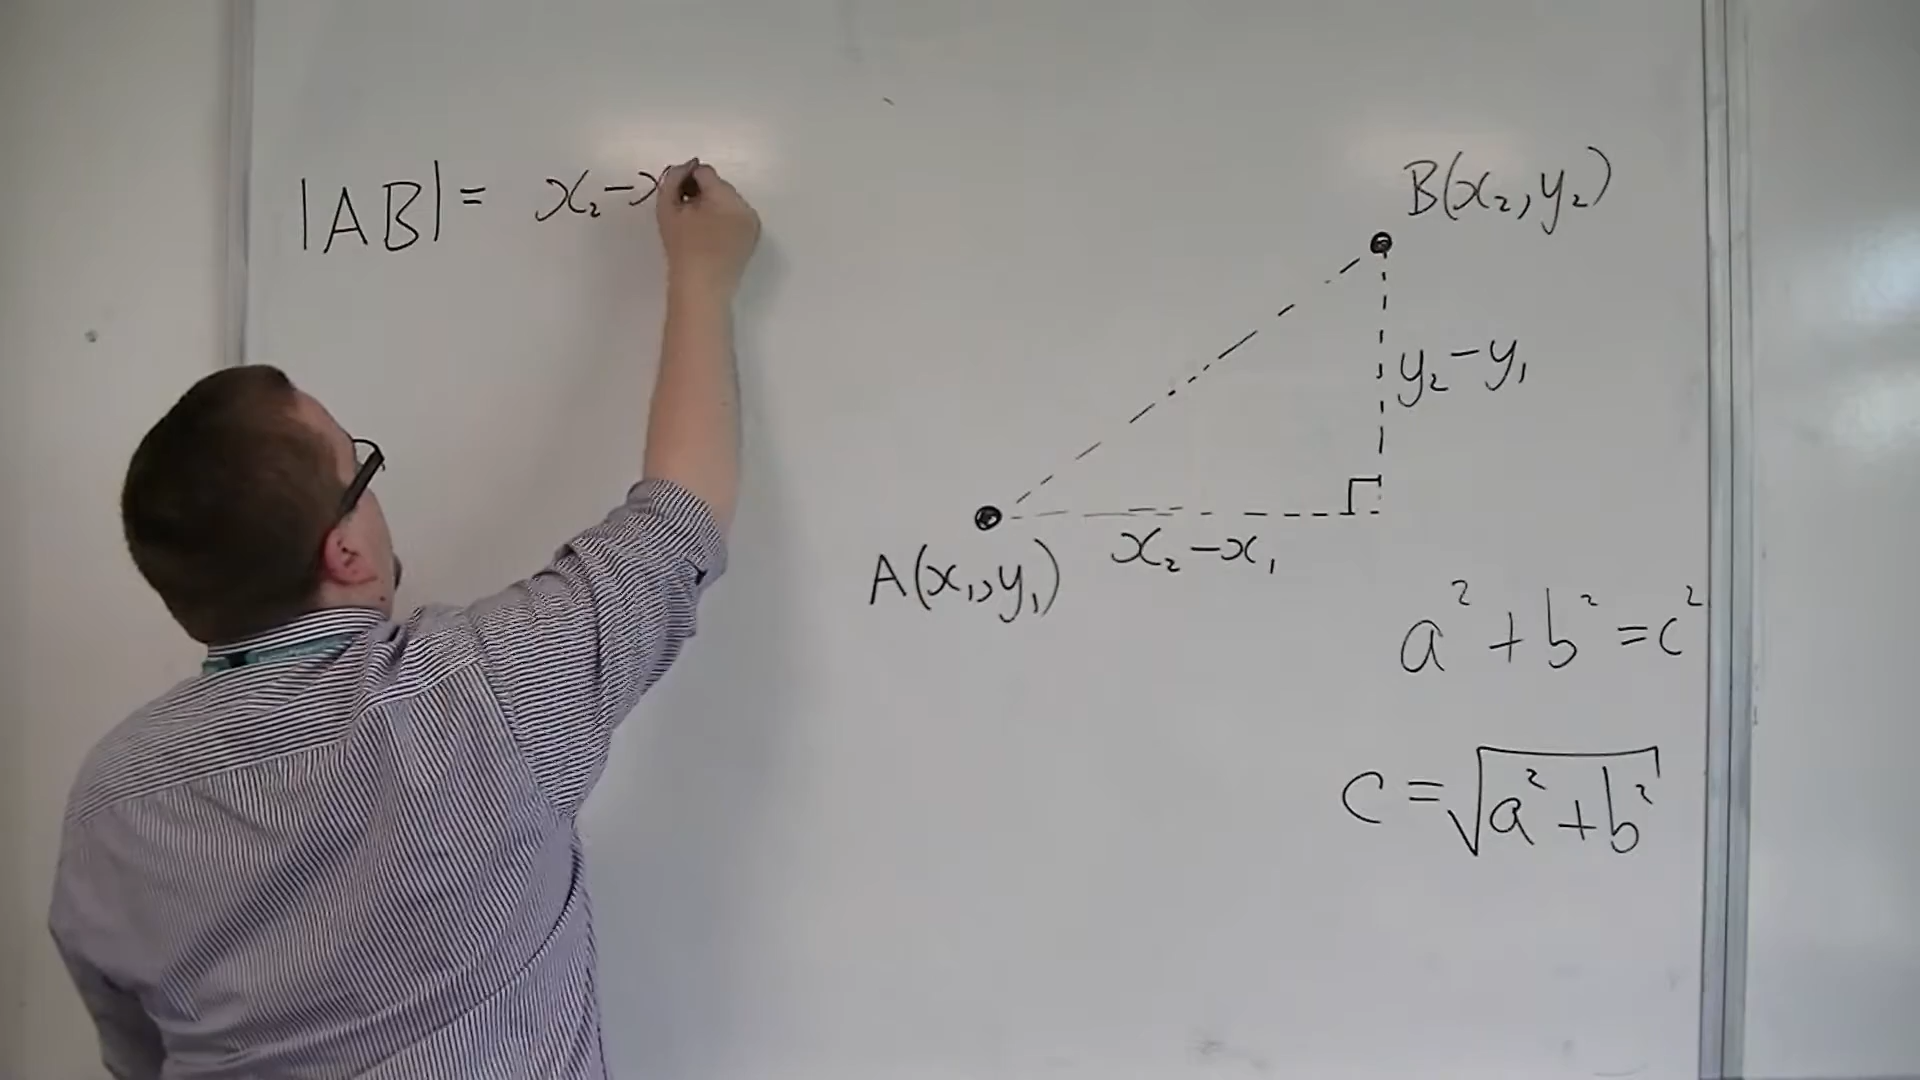 |AB| = x₂-x
B(x₂,y₂)
y₂-y₁
A(x₁,y₁)
x₂-x₁
a²+b²=c²
c=√a²+b²